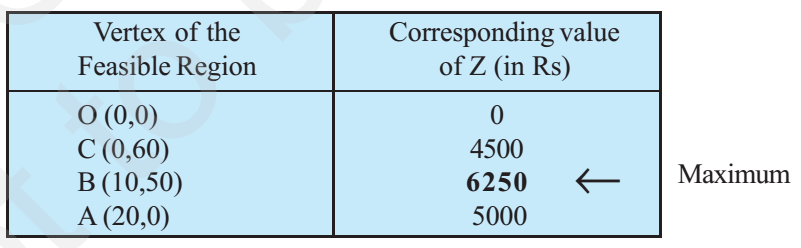 Vertex of the Corresponding value
Feasible Region of Z (in Rs)
O (0,0) 0
C (0,60) 4500
B (10,50) 6250 ← Maximum
A (20,0) 5000